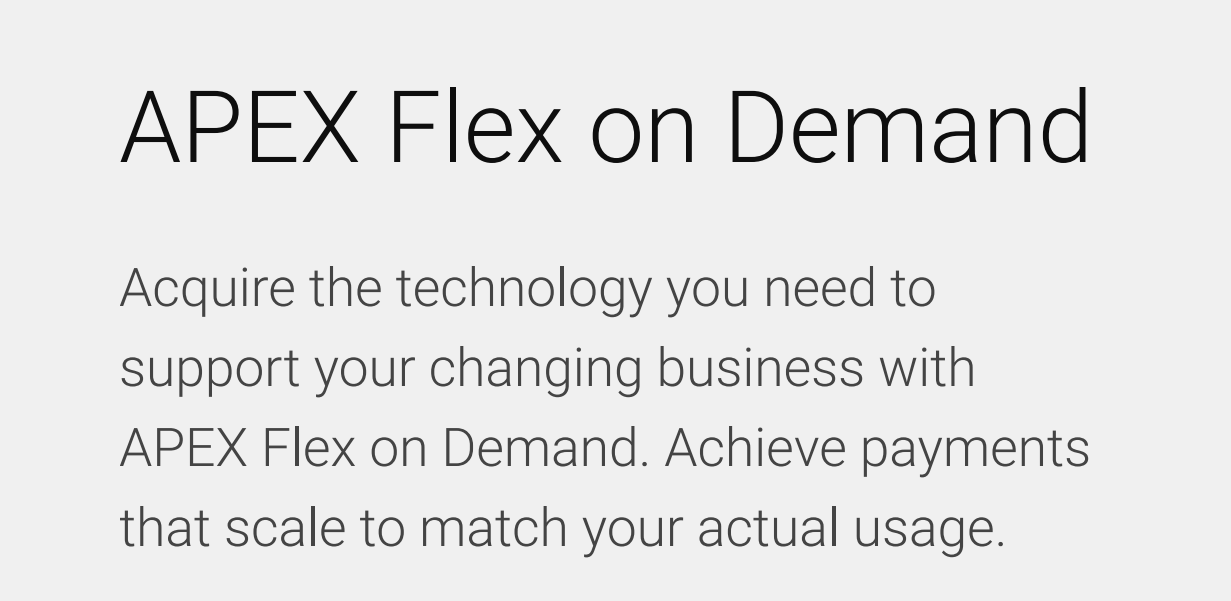 APEX Flex on Demand
Acquire the technology you need to
support your changing business with
APEX Flex on Demand. Achieve payments
that scale to match your actual usage.